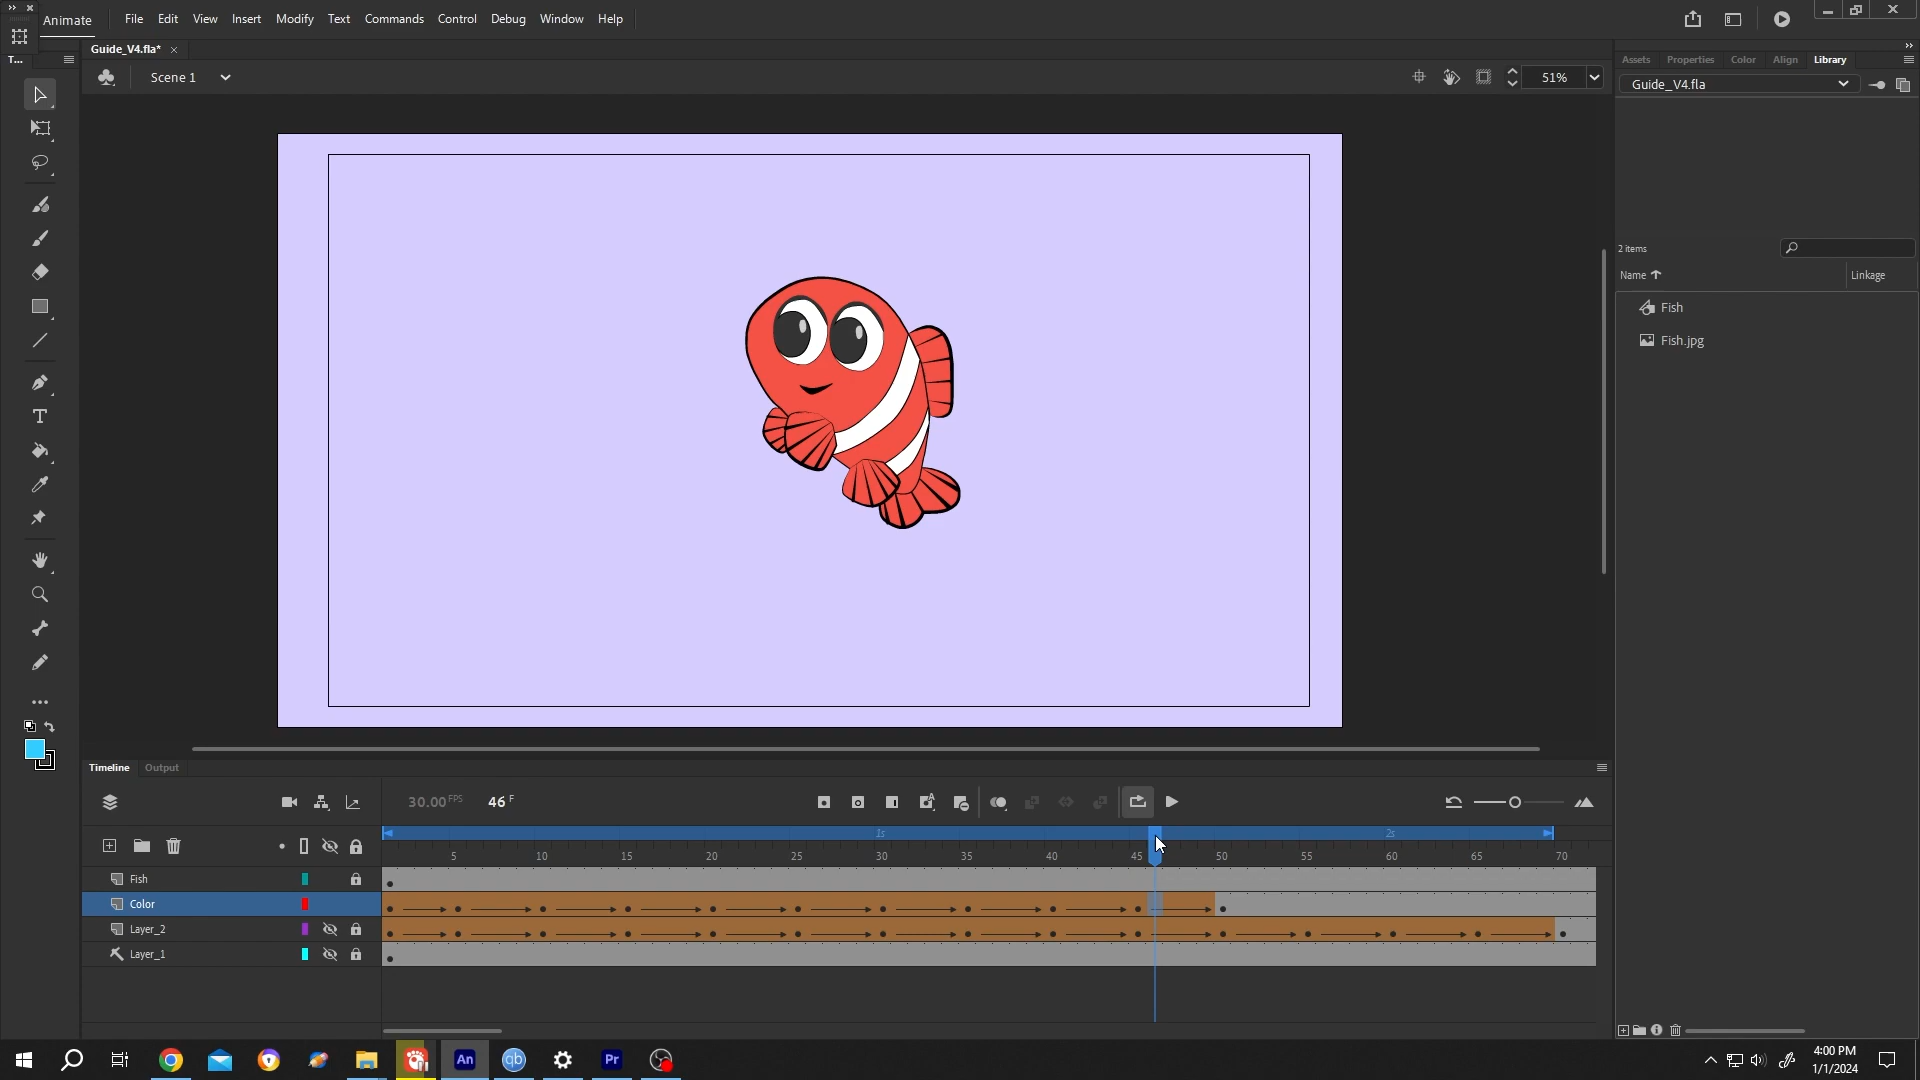 Animate File Edit View Insert Modify Text Commands Control Debug Window Help
T...
Guide_V4.fla*
Scene 1
51%
Assets Properties Color Align Library
Guide_V4.fla
2 items
Name Linkage
Fish
Fish.jpg
Timeline Output
30.00 FPS 46 F
1s 2s
5 10 15 20 25 30 35 40 45 50 55 60 65 70
Fish
Color
Layer_2
Layer_1
An qb Pr
4:00 PM
1/1/2024